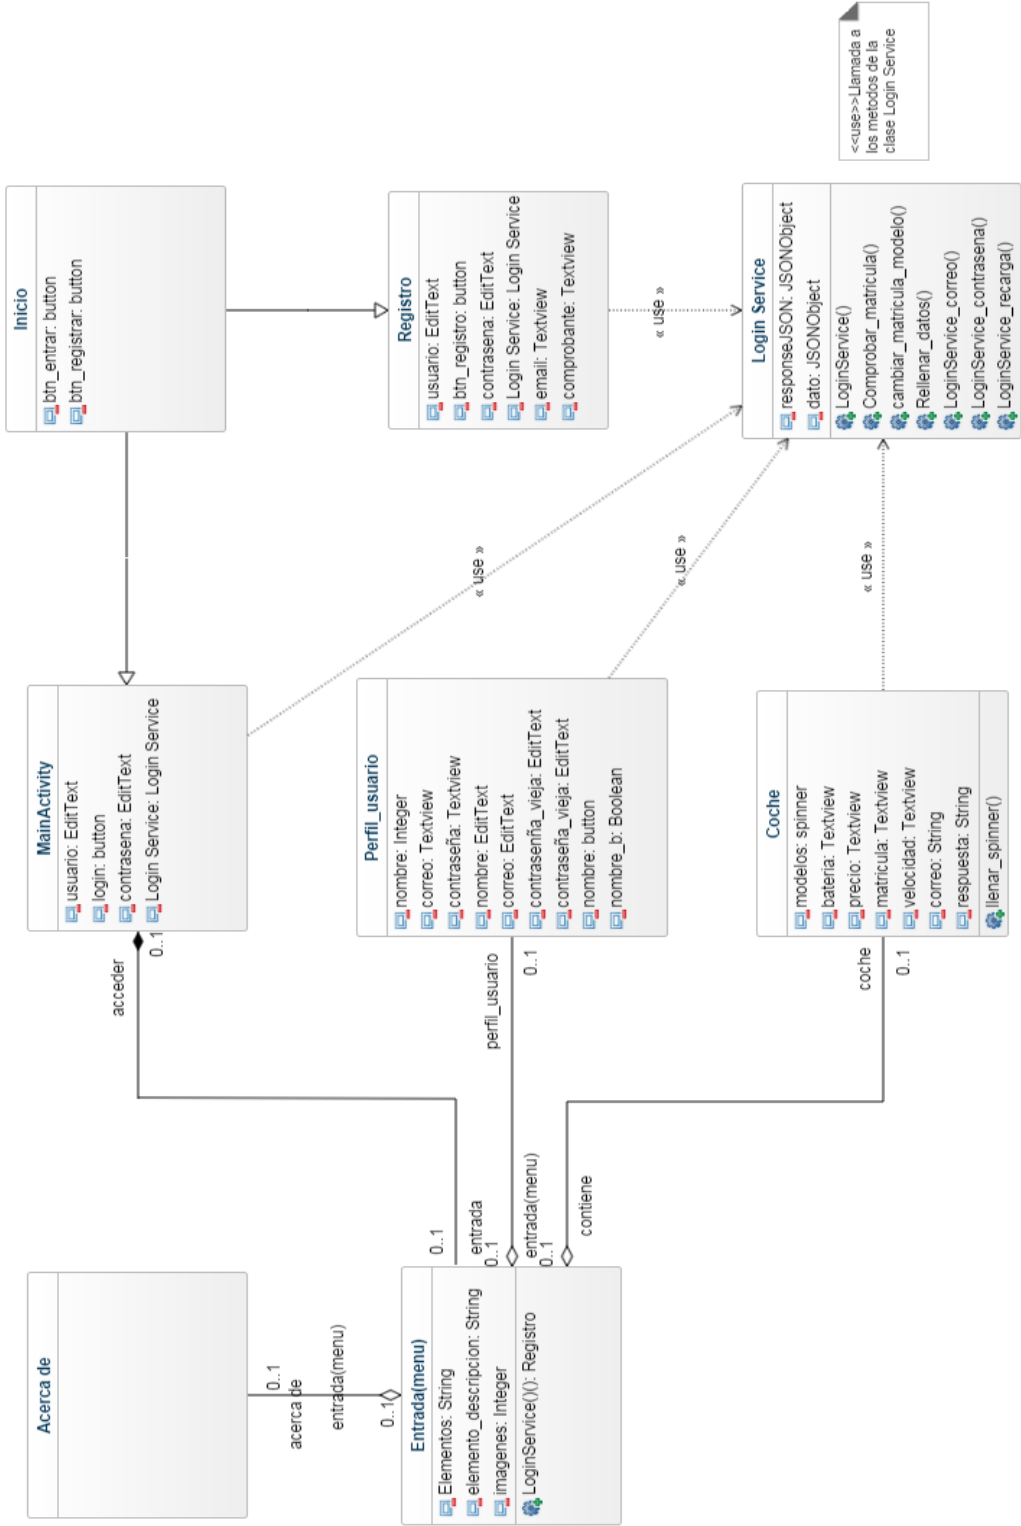 Inicio
btn_entrar: button
btn_registrar: button
MainActivity
usuario: EditText
login: button
contrasena: EditText
Login Service: Login Service
Registro
usuario: EditText
btn_registro: button
contrasena: EditText
Login Service: Login Service
email: Textview
comprobante: Textview
Acerca de
acceder
0..1
0..1
entrada
Perfil_usuario
nombre: Integer
correo: Textview
contraseña: Textview
nombre: EditText
correo: EditText
contrasenña_vieja: EditText
contraseña_vieja: EditText
nombre: button
nombre_b: Boolean
« use »
« use »
« use »
« use »
0..1
acerca de
entrada(menu)
0..1
Entrada(menu)
Elementos: String
elemento_descripcion: String
imagenes: Integer
LoginService()(): Registro
perfil_usuario
0..1
0..1
entrada(menu)
0..1
contiene
coche
0..1
Coche
modelos: spinner
bateria: Textview
precio: Textview
matricula: Textview
velocidad: Textview
correo: String
respuesta: String
llenar_spinner()
Login Service
responseJSON: JSONObject
dato: JSONObject
LoginService()
Comprobar_matricula()
cambiar_matricula_modelo()
Rellenar_datos()
LoginService_correo()
LoginService_contrasena()
LoginService_recarga()
<<use>>Llamada a
los metodos de la
clase Login Service